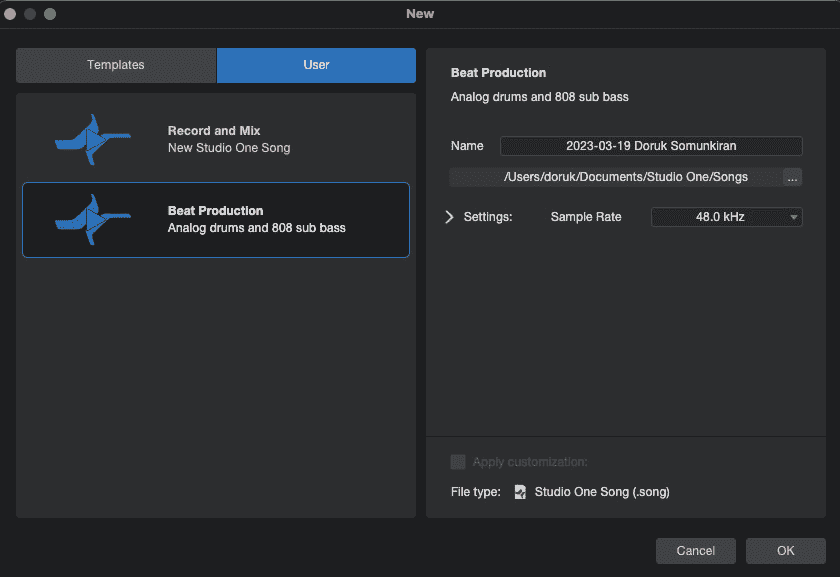 New
Templates
User
Record and Mix
New Studio One Song
Beat Production
Analog drums and 808 sub bass
Beat Production
Analog drums and 808 sub bass
Name 2023-03-19 Doruk Somunkiran
/Users/doruk/Documents/Studio One/Songs ...
Settings: Sample Rate 48.0 kHz
Apply customization:
File type: Studio One Song (.song)
Cancel
OK